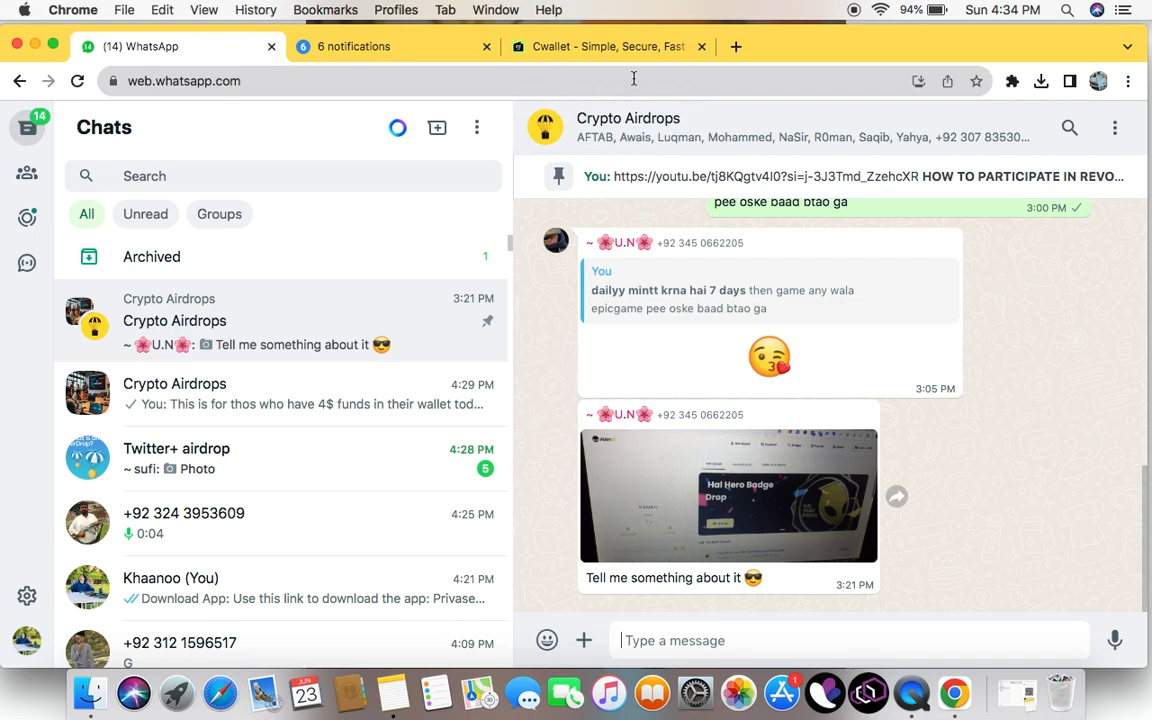 Chrome File Edit View History Bookmarks Profiles Tab Window Help 94% Sun 4:34 PM
14 (14) WhatsApp 6 6 notifications Cwallet - Simple, Secure, Fast
web.whatsapp.com
14
Chats
Search
All Unread Groups
Archived 1
Crypto Airdrops 3:21 PM
Crypto Airdrops
~ 🌸U.N🌸: Tell me something about it 😎
Crypto Airdrops 4:29 PM
You: This is for thos who have 4$ funds in their wallet tod...
Twitter+ airdrop 4:28 PM
~ sufi: Photo 5
+92 324 3953609 4:25 PM
0:04
Khaanoo (You) 4:21 PM
Download App: Use this link to download the app: Privase...
+92 312 1596517 4:09 PM
G
Crypto Airdrops
AFTAB, Awais, Luqman, Mohammed, NaSir, R0man, Saqib, Yahya, +92 307 83530...
You: https://youtu.be/tj8KQgtv4I0?si=j-3J3Tmd_ZzehcXR HOW TO PARTICIPATE IN REVO...
pee oske baad btao ga
3:00 PM
~ 🌸U.N🌸 +92 345 0662205
You
dailyy mintt krna hai 7 days then game any wala
epicgame pee oske baad btao ga
😘
3:05 PM
~ 🌸U.N🌸 +92 345 0662205
Hal Hero Badge
Drop
Tell me something about it 😎
3:21 PM
Type a message
JUN
23
1